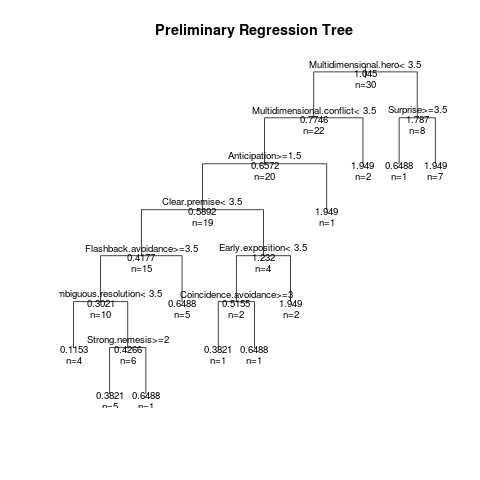 Preliminary Regression Tree
Multidimensional.hero< 3.5
1.045
n=30
Multidimensional.conflict< 3.5
Surprise>=3.5
0.7746
n=22
1.787
n=8
Anticipation>=1.5
0.6572
n=20
1.949
n=2
0.6488
n=1
1.949
n=7
Clear.premise< 3.5
0.5892
n=19
1.949
n=1
Flashback.avoidance>=3.5
Early.exposition< 3.5
0.4177
n=15
1.232
n=4
mbiguous.resolution< 3.5
Coincidence.avoidance>=3
0.3021
n=10
0.6488
n=5
0.5155
n=2
1.949
n=2
Strong.nemesis>=2
0.1153
n=4
0.4266
n=6
0.3821
n=1
0.6488
n=1
0.3821
n=5
0.6488
n=1